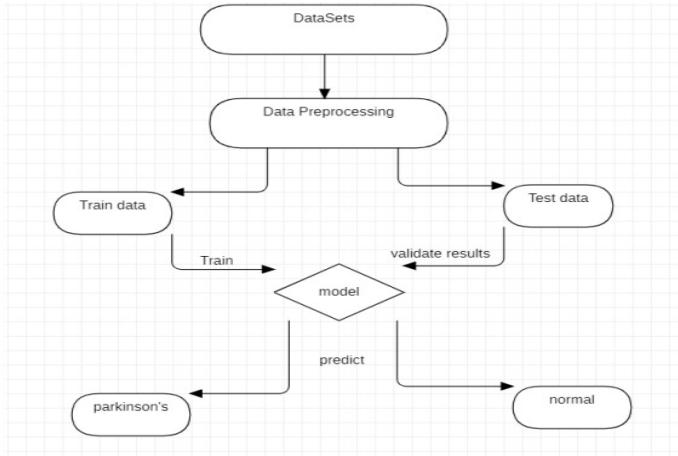 DataSets
Data Preprocessing
Train data
Test data
Train
validate results
model
predict
parkinson's
normal